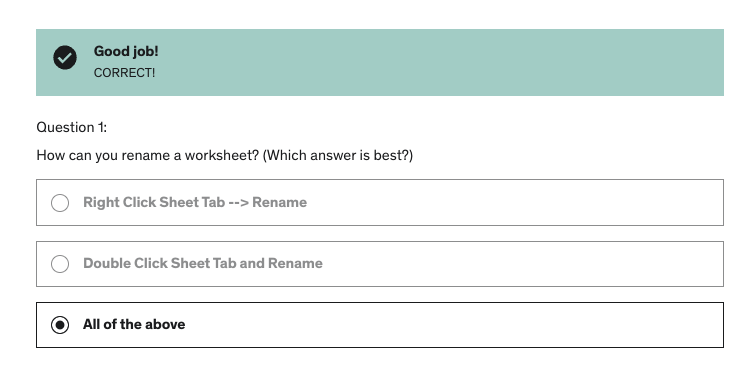 Good job!
CORRECT!
Question 1:
How can you rename a worksheet? (Which answer is best?)
Right Click Sheet Tab --> Rename
Double Click Sheet Tab and Rename
All of the above